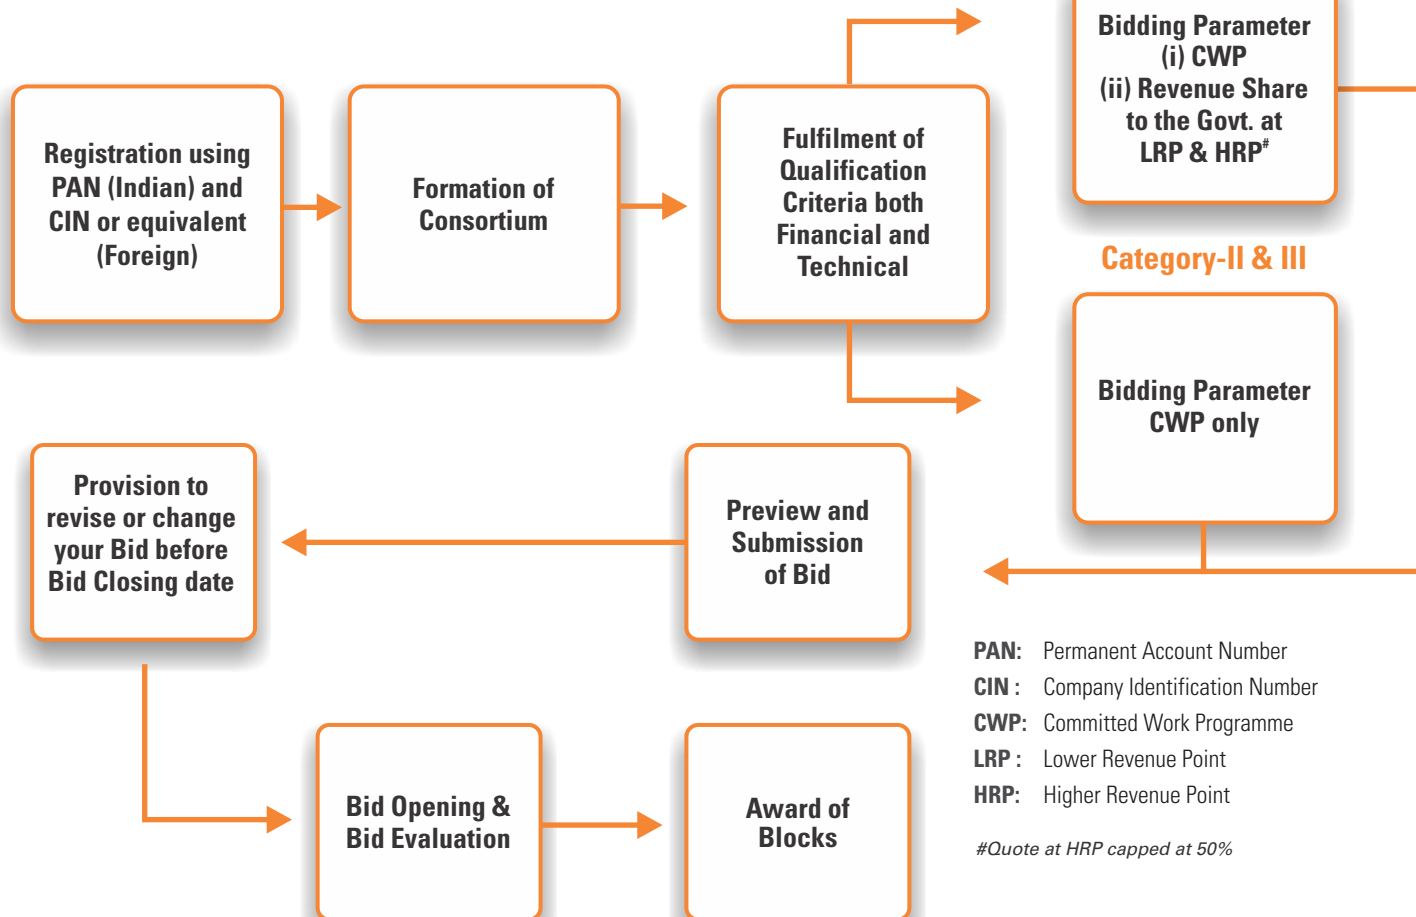 Registration using
PAN (Indian) and
CIN or equivalent
(Foreign)
Formation of
Consortium
Fulfilment of
Qualification
Criteria both
Financial and
Technical
Bidding Parameter
(i) CWP
(ii) Revenue Share
to the Govt. at
LRP & HRP#
Category-II & III
Bidding Parameter
CWP only
Preview and
Submission
of Bid
Provision to
revise or change
your Bid before
Bid Closing date
Bid Opening &
Bid Evaluation
Award of
Blocks
PAN: Permanent Account Number
CIN : Company Identification Number
CWP: Committed Work Programme
LRP : Lower Revenue Point
HRP: Higher Revenue Point
#Quote at HRP capped at 50%